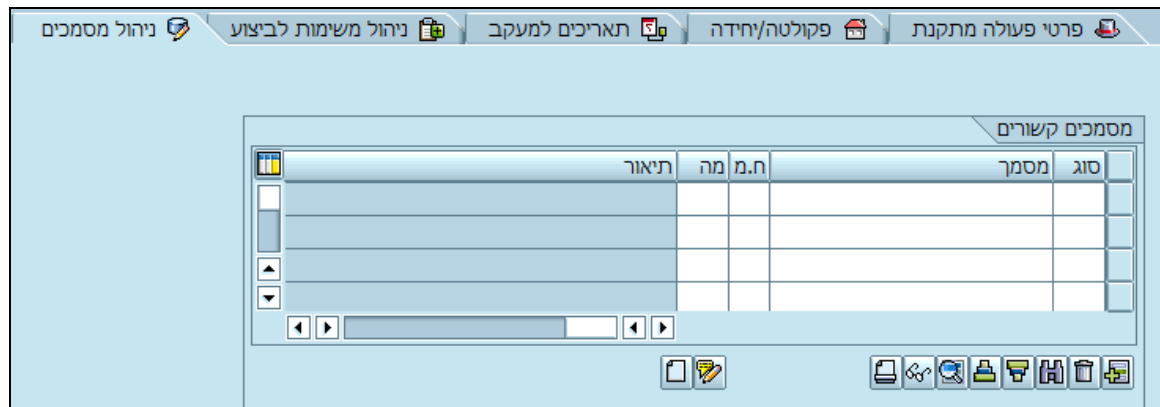 פרטי פעולה מתקנת פקולטה/יחידה תאריכים למעקב ניהול משימות לביצוע ניהול מסמכים
מסמכים קשורים
סוג מסמך ח.מ מה תיאור